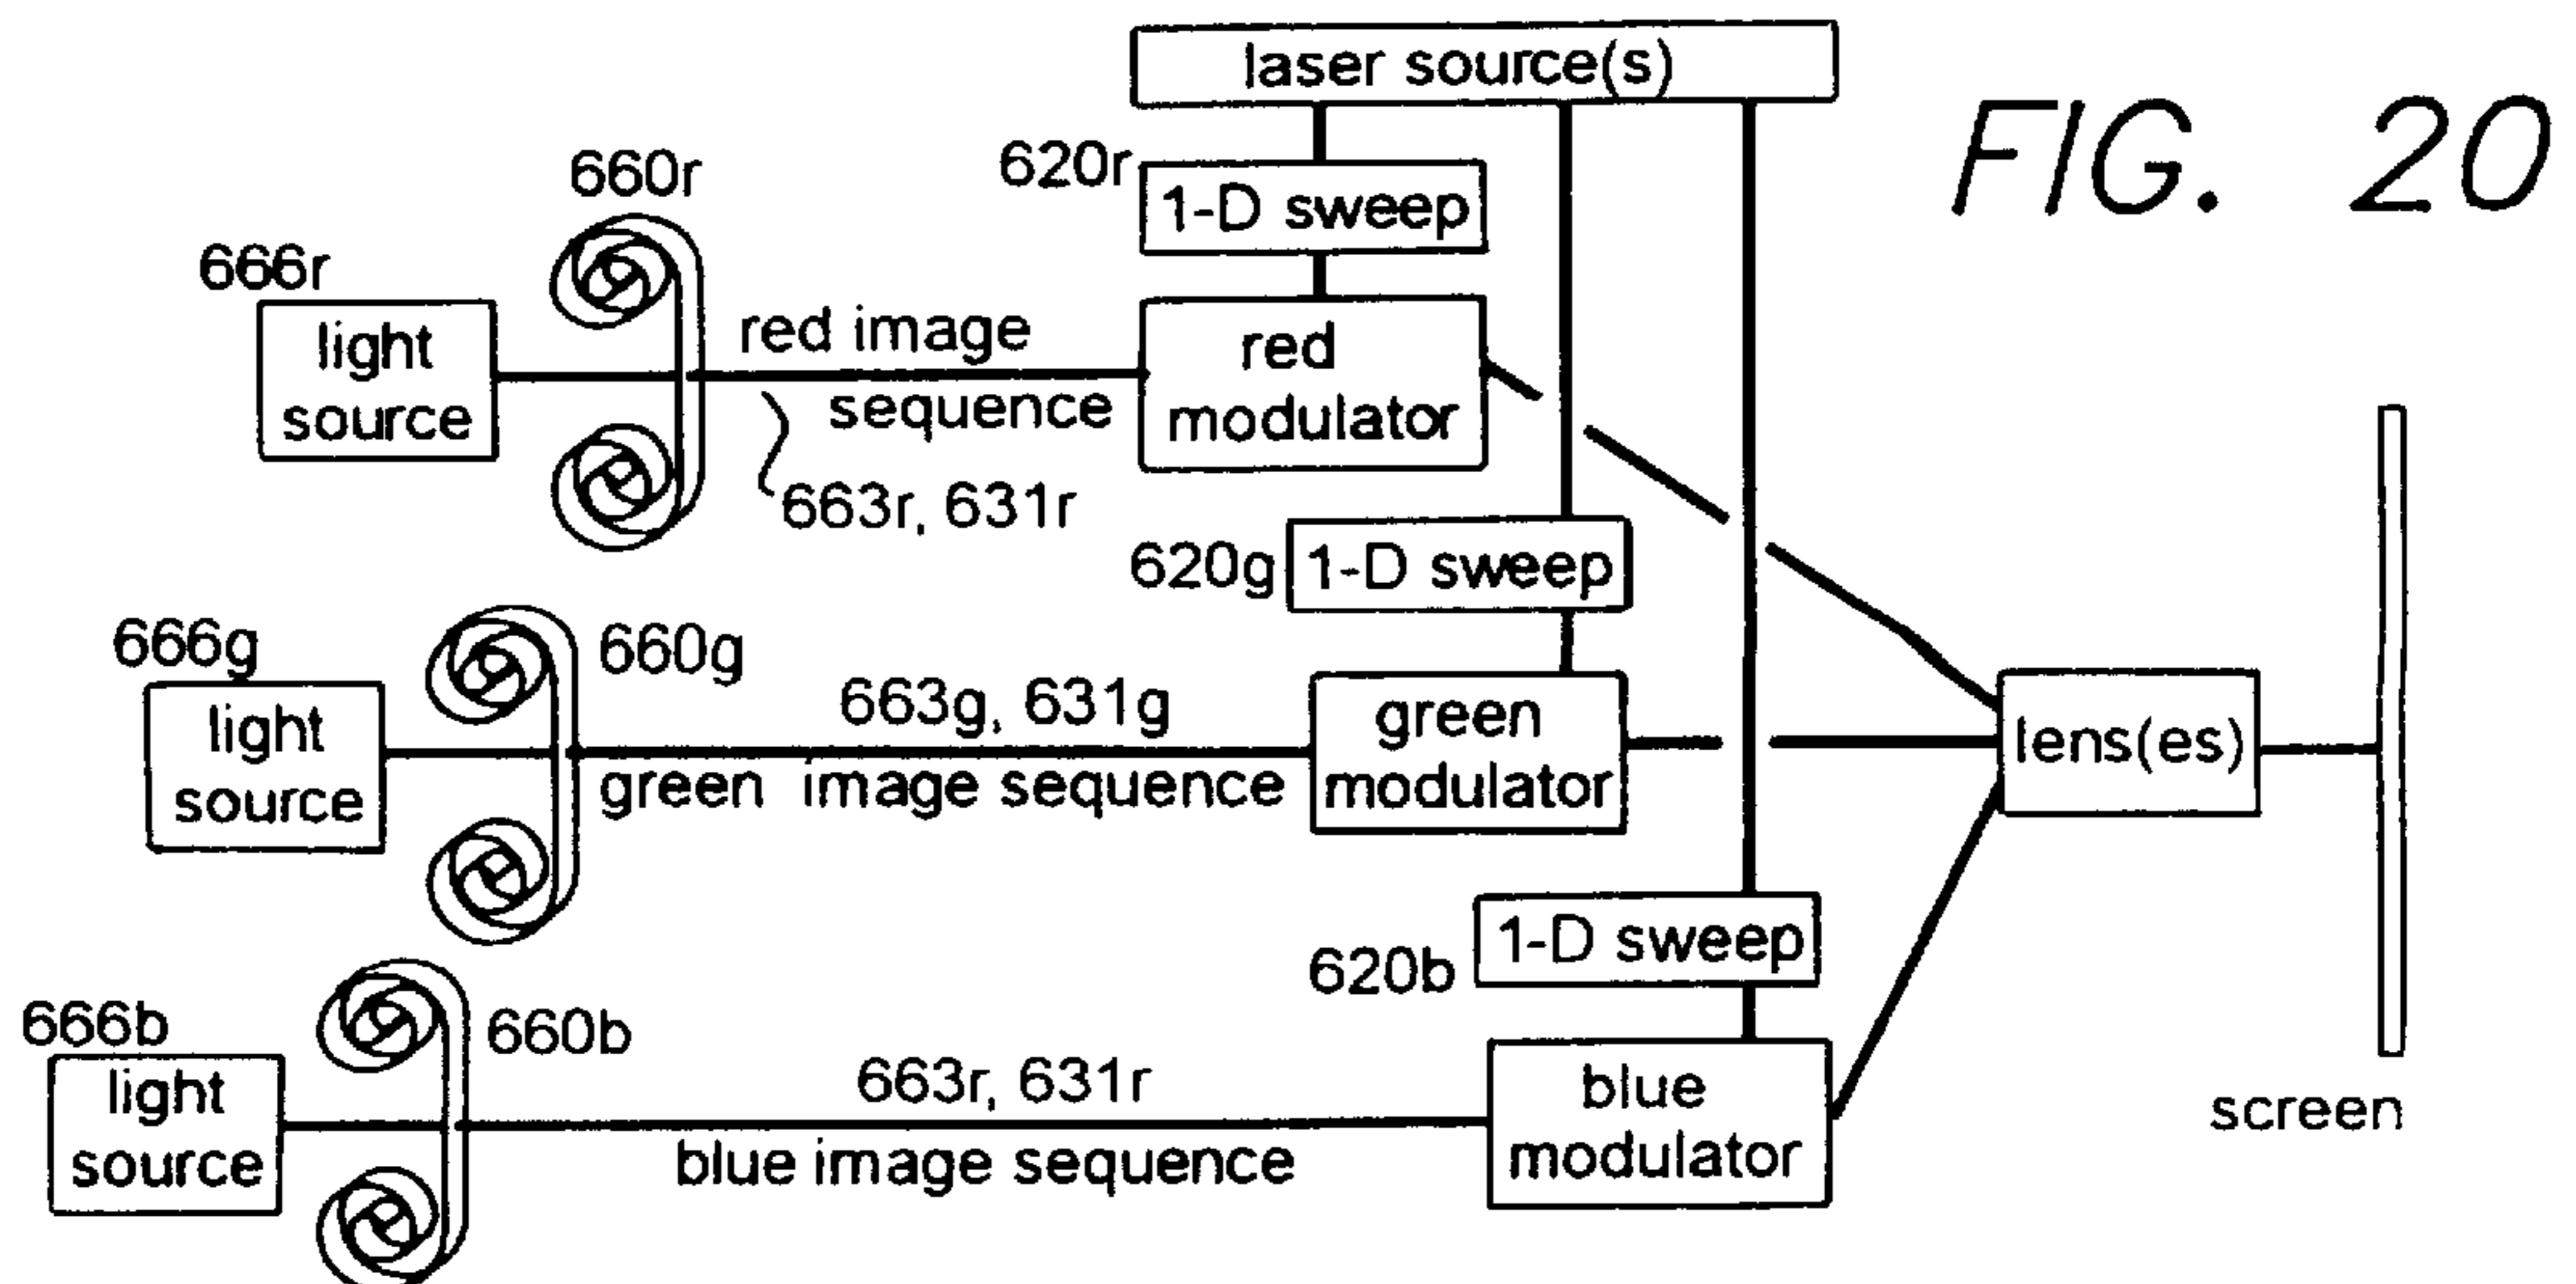 laser source(s)
FIG. 20
620r
1-D sweep
660r
666r
light
source
red image
sequence
663r, 631r
red
modulator
620g
1-D sweep
666g
light
source
660g
663g, 631g
green image sequence
green
modulator
lens(es)
620b
1-D sweep
666b
light
source
660b
663r, 631r
blue image sequence
blue
modulator
screen